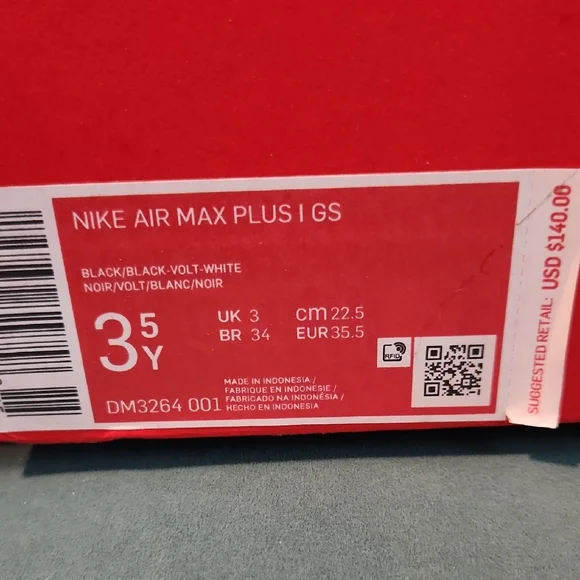 NIKE AIR MAX PLUS I GS
BLACK/BLACK-VOLT-WHITE
NOIR/VOLT/BLANC/NOIR
3 5 Y
UK 3 cm 22.5
BR 34 EUR 35.5
RFID
DM3264 001
MADE IN INDONESIA /
FABRIQUE EN INDONESIE /
FABRICADO NA INDONÉSIA /
HECHO EN INDONESIA
SUGGESTED RETAIL: USD $140.00